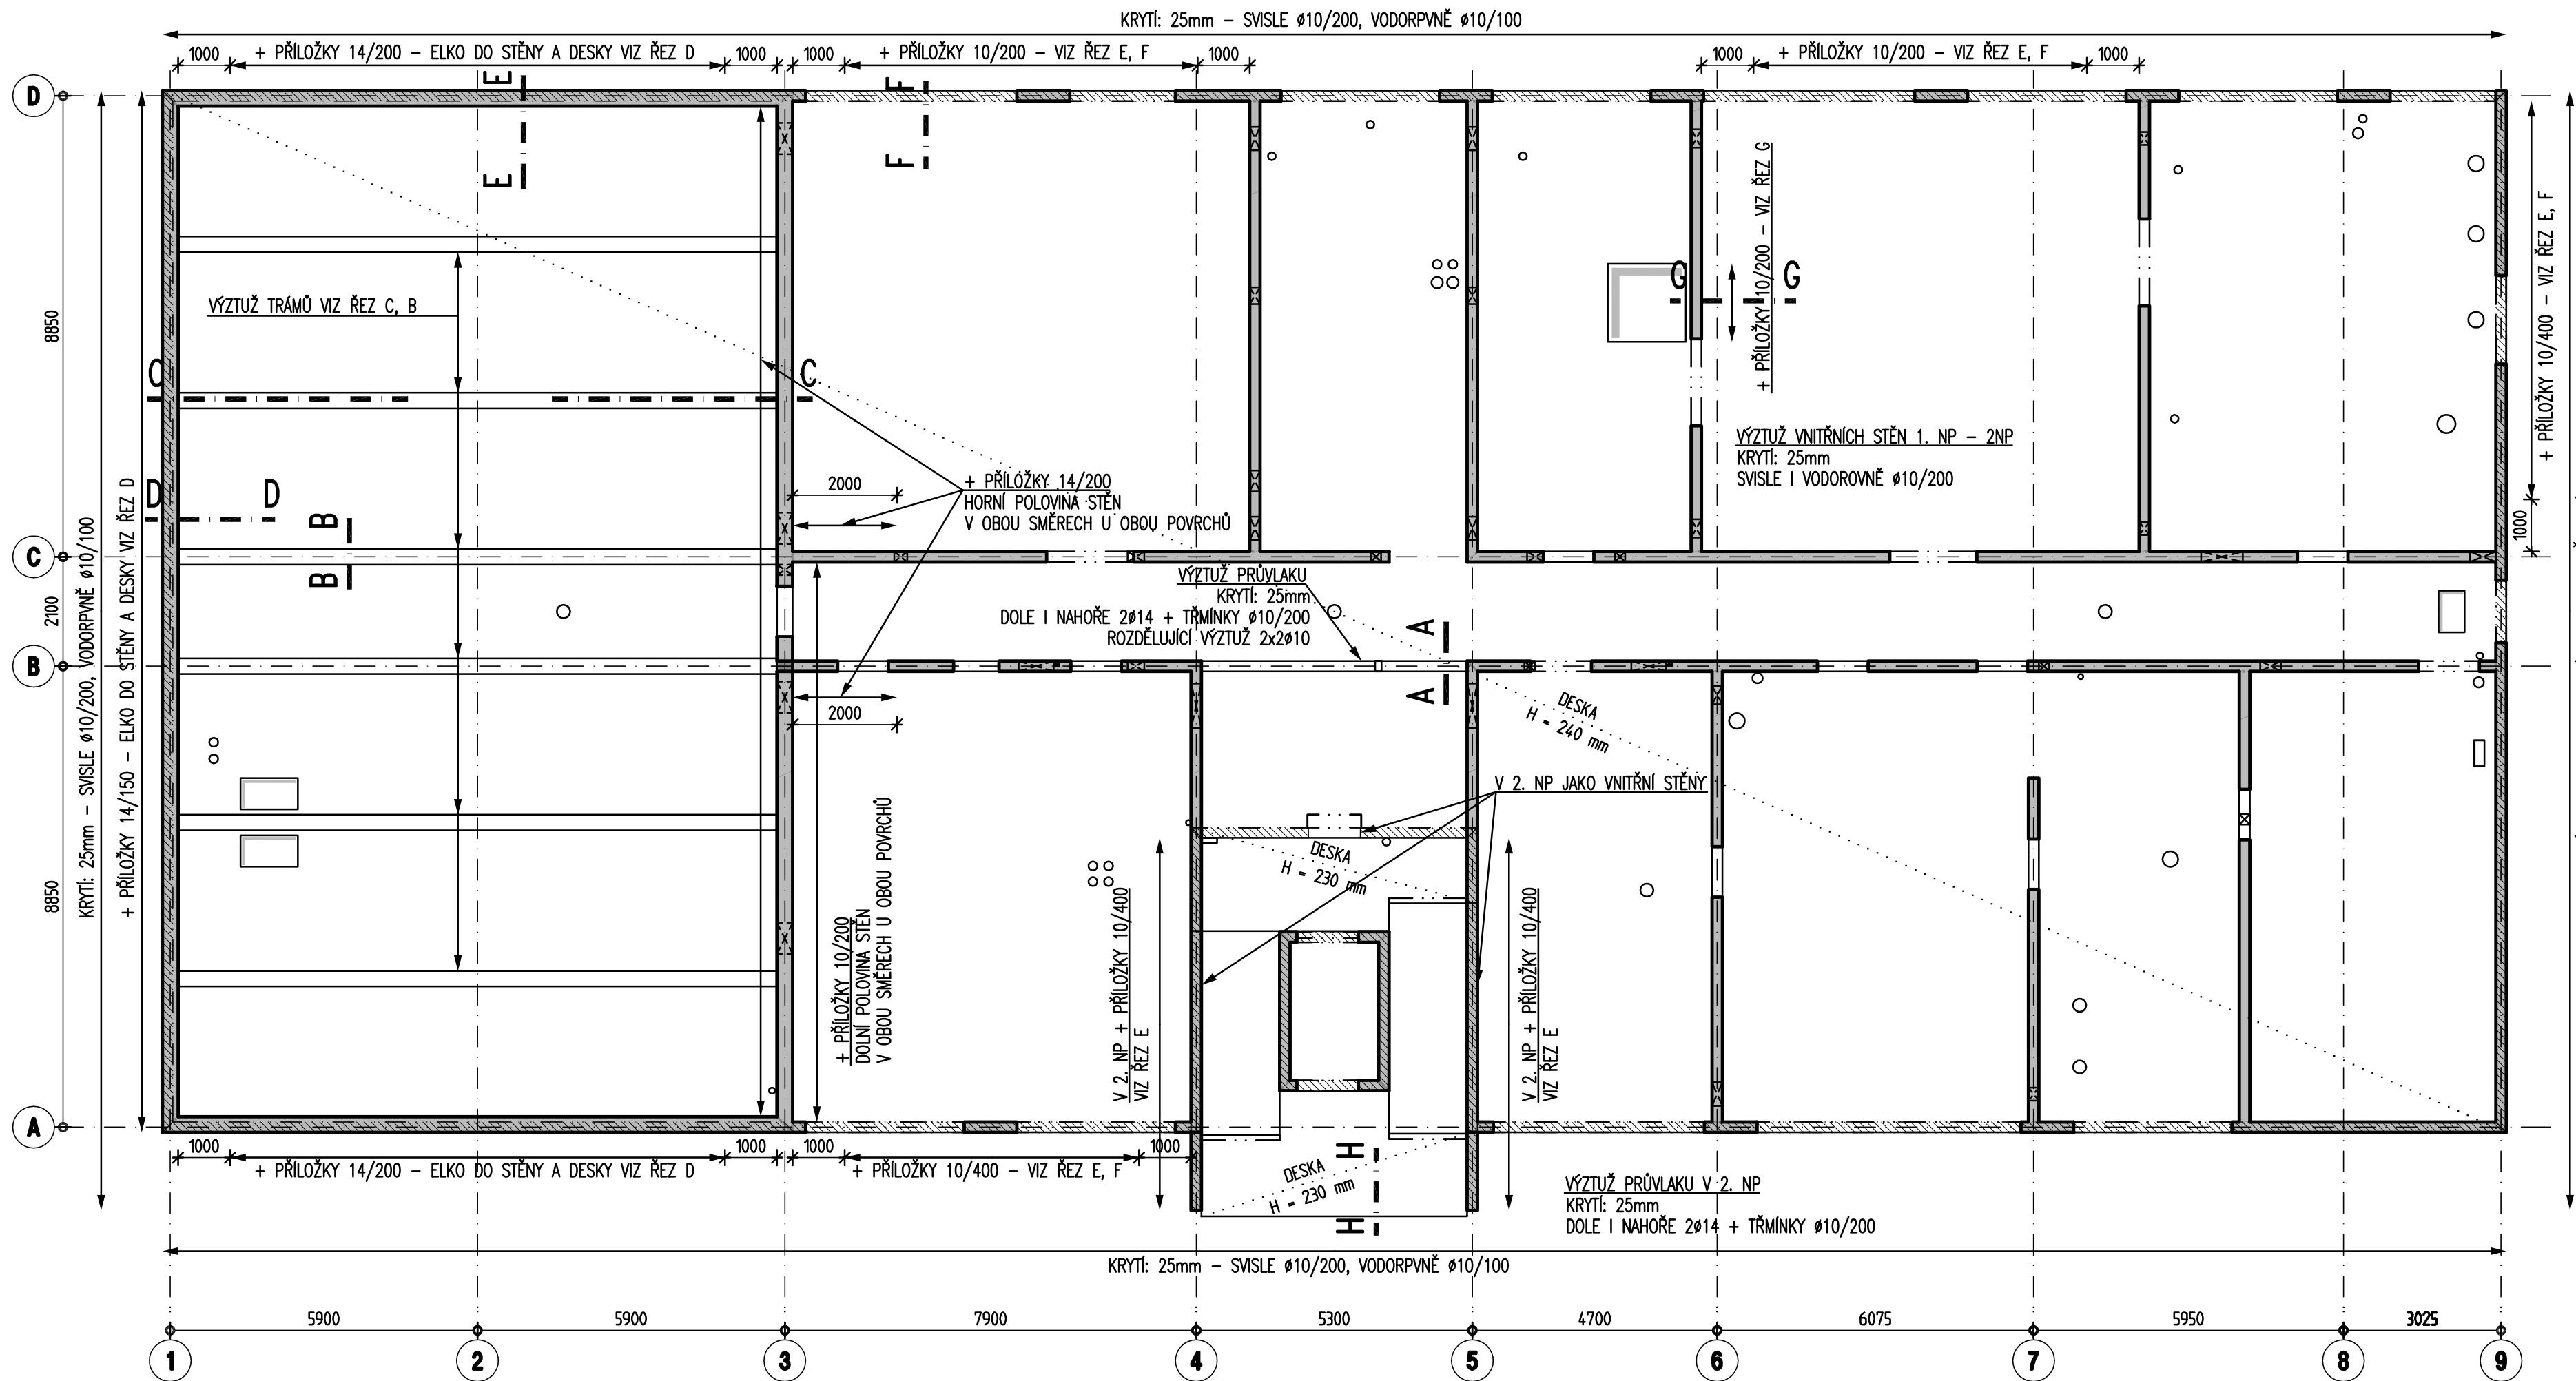 KRYTÍ: 25mm – SVISLE ø10/200, VODORPVNĚ ø10/100
1000
+ PŘÍLOŽKY 14/200 – ELKO DO STĚNY A DESKY VIZ ŘEZ D
1000
1000
+ PŘÍLOŽKY 10/200 – VIZ ŘEZ E, F
1000
1000
+ PŘÍLOŽKY 10/200 – VIZ ŘEZ E, F
1000
D
E
E
F
F
8850
VÝZTUŽ TRÁMŮ VIZ ŘEZ C, B
C
C
G
G
+ PŘÍLOŽKY 10/200 – VIZ ŘEZ G
+ PŘÍLOŽKY 10/400 – VIZ ŘEZ E, F
1000
VÝZTUŽ VNITŘNÍCH STĚN 1. NP – 2NP
KRYTÍ: 25mm
SVISLE I VODOROVNĚ ø10/200
2000
+ PŘÍLOŽKY 14/200
HORNÍ POLOVINA STĚN
V OBOU SMĚRECH U OBOU POVRCHŮ
D
D
B
B
C
2100
B
VÝZTUŽ PRŮVLAKU
KRYTÍ: 25mm
DOLE I NAHOŘE 2ø14 + TŘMÍNKY ø10/200
ROZDĚLUJÍCÍ VÝZTUŽ 2x2ø10
A
A
2000
DESKA
H = 240 mm
KRYTÍ: 25mm – SVISLE ø10/200, VODORPVNĚ ø10/100
+ PŘÍLOŽKY 14/150 – ELKO DO STĚNY A DESKY VIZ ŘEZ D
8850
V 2. NP JAKO VNITŘNÍ STĚNY
DESKA
H = 230 mm
+ PŘÍLOŽKY 10/200
DOLNÍ POLOVINA STĚN
V OBOU SMĚRECH U OBOU POVRCHŮ
V 2. NP + PŘÍLOŽKY 10/400
VIZ ŘEZ E
V 2. NP + PŘÍLOŽKY 10/400
VIZ ŘEZ E
A
1000
+ PŘÍLOŽKY 14/200 – ELKO DO STĚNY A DESKY VIZ ŘEZ D
1000
1000
+ PŘÍLOŽKY 10/400 – VIZ ŘEZ E, F
1000
DESKA
H = 230 mm
H
H
VÝZTUŽ PRŮVLAKU V 2. NP
KRYTÍ: 25mm
DOLE I NAHOŘE 2ø14 + TŘMÍNKY ø10/200
KRYTÍ: 25mm – SVISLE ø10/200, VODORPVNĚ ø10/100
5900
5900
7900
5300
4700
6075
5950
3025
1
2
3
4
5
6
7
8
9